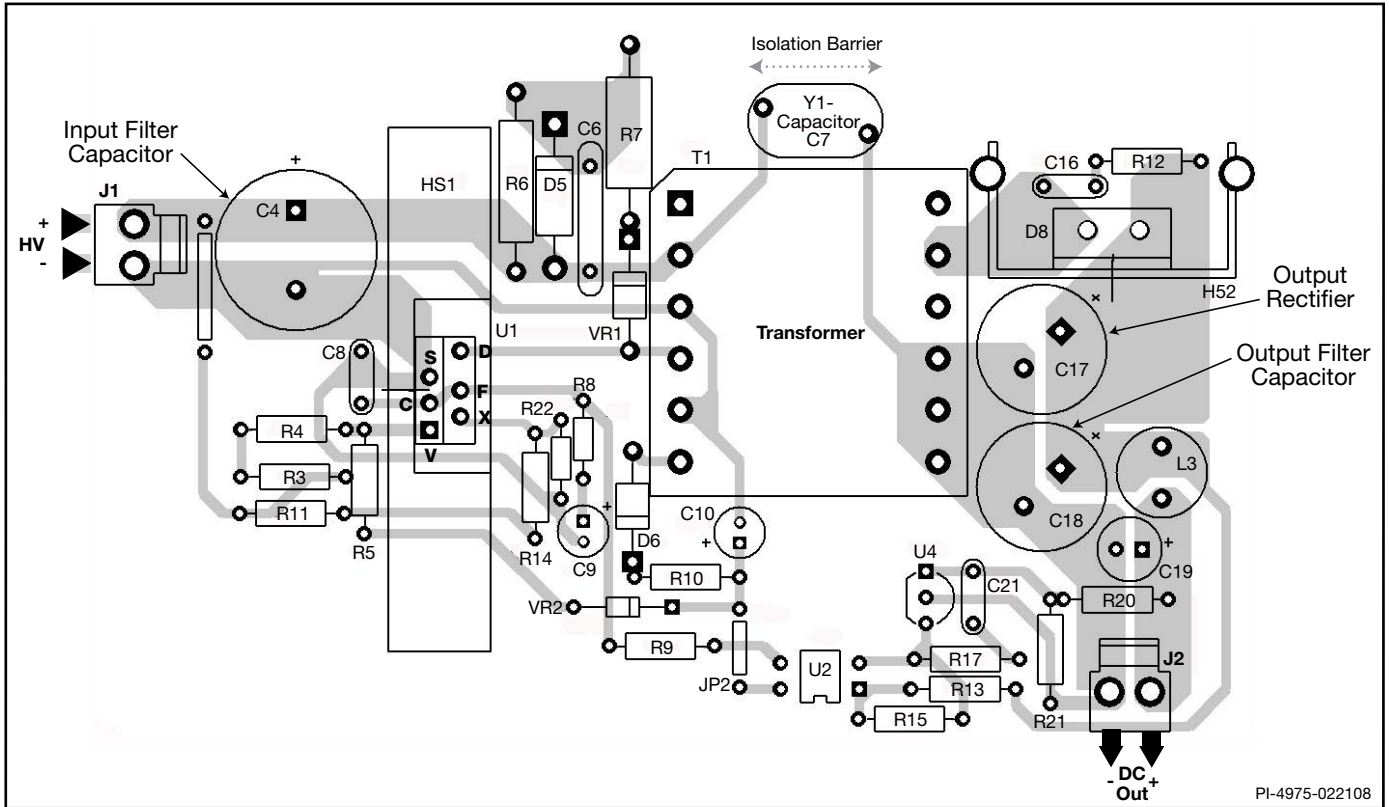 Isolation Barrier
Y1-
Capacitor
C7
Input Filter
Capacitor
+
J1
+
HV
-
C4
HS1
R6
D5
C6
R7
T1
C16
R12
D8
H52
Output
Rectifier
Transformer
VR1
U1
C8
S
D
C
F
X
V
C17
Output Filter
Capacitor
R4
R3
R11
R5
R22
R8
R14
C9
+
D6
C10
+
R10
VR2
R9
JP2
U2
U4
C21
R17
R13
R15
C18
L3
+
C19
R20
R21
J2
- DC +
Out
PI-4975-022108